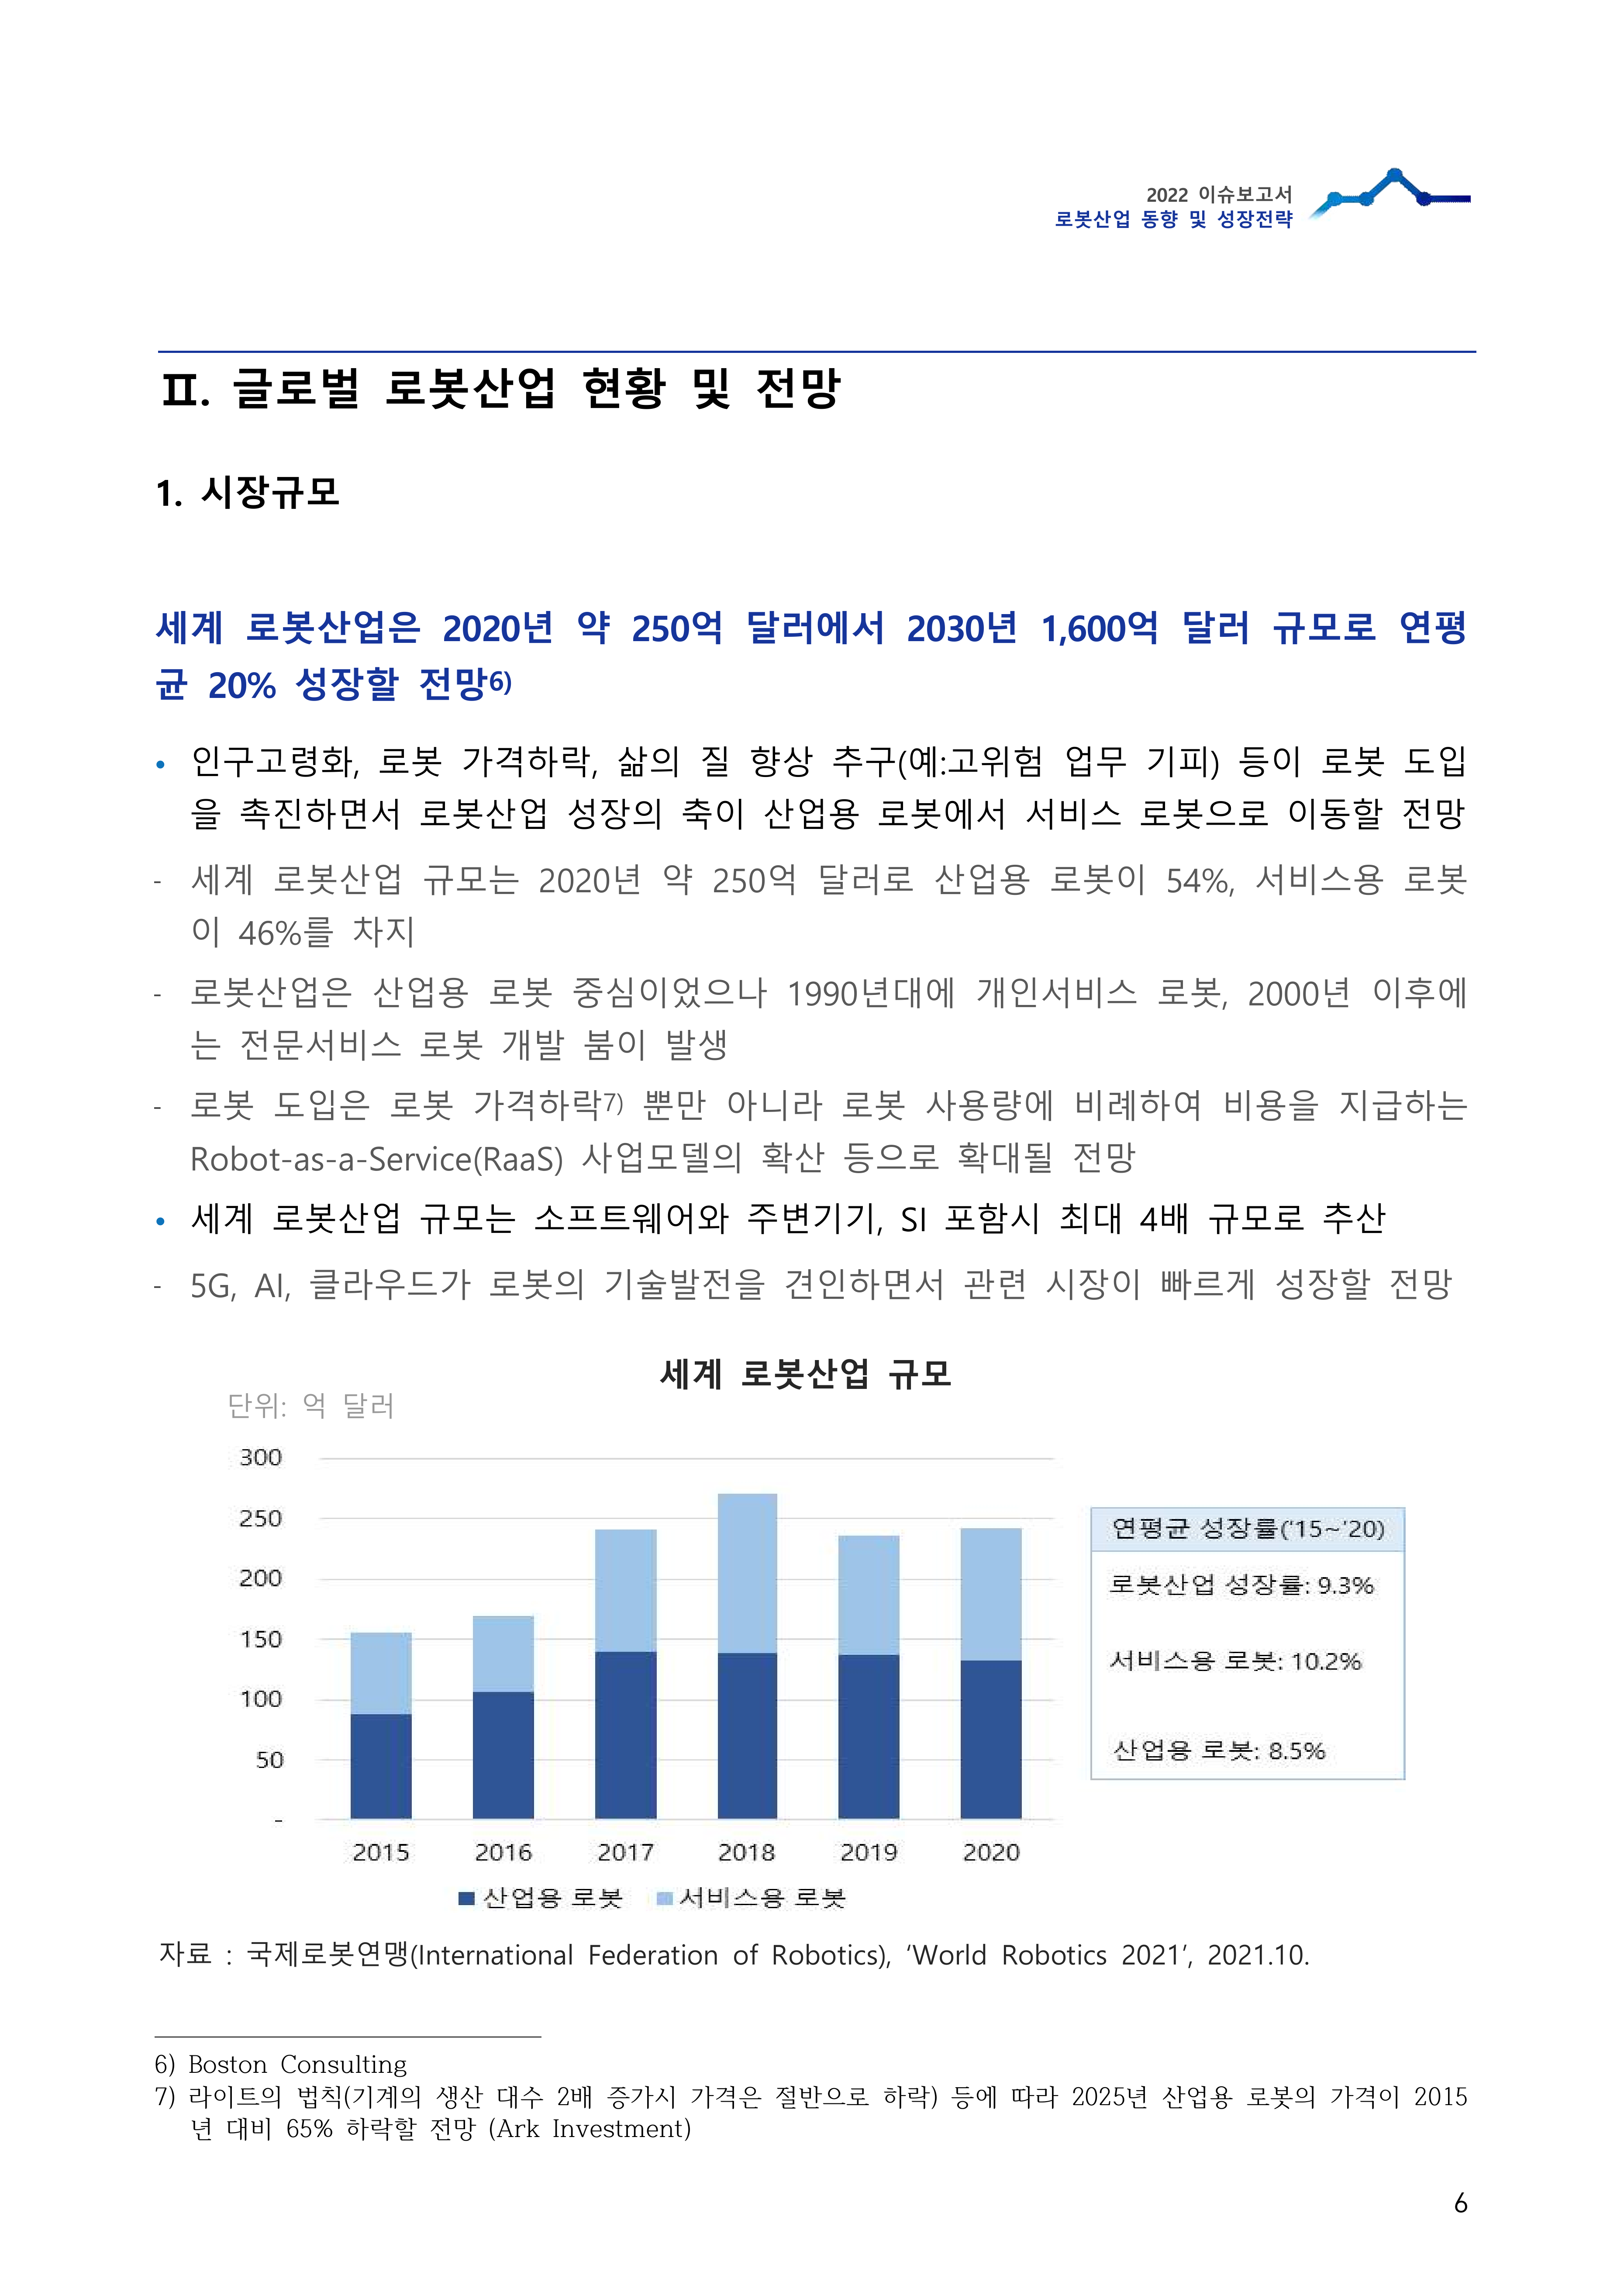 2022 이슈보고서
로봇산업 동향 및 성장전략
Ⅱ. 글로벌 로봇산업 현황 및 전망
1. 시장규모
세계 로봇산업은 2020년 약 250억 달러에서 2030년 1,600억 달러 규모로 연평
균 20% 성장할 전망6)
• 인구고령화, 로봇 가격하락, 삶의 질 향상 추구(예:고위험 업무 기피) 등이 로봇 도입
을 촉진하면서 로봇산업 성장의 축이 산업용 로봇에서 서비스 로봇으로 이동할 전망
- 세계 로봇산업 규모는 2020년 약 250억 달러로 산업용 로봇이 54%, 서비스용 로봇
이 46%를 차지
- 로봇산업은 산업용 로봇 중심이었으나 1990년대에 개인서비스 로봇, 2000년 이후에
는 전문서비스 로봇 개발 붐이 발생
- 로봇 도입은 로봇 가격하락7) 뿐만 아니라 로봇 사용량에 비례하여 비용을 지급하는
Robot-as-a-Service(RaaS) 사업모델의 확산 등으로 확대될 전망
• 세계 로봇산업 규모는 소프트웨어와 주변기기, SI 포함시 최대 4배 규모로 추산
- 5G, AI, 클라우드가 로봇의 기술발전을 견인하면서 관련 시장이 빠르게 성장할 전망
세계 로봇산업 규모
단위: 억 달러
300
250
200
150
100
50
-
2015 2016 2017 2018 2019 2020
산업용 로봇 서비스용 로봇
연평균 성장률('15~'20)
로봇산업 성장률: 9.3%
서비스용 로봇: 10.2%
산업용 로봇: 8.5%
자료 : 국제로봇연맹(International Federation of Robotics), ‘World Robotics 2021’, 2021.10.
6) Boston Consulting
7) 라이트의 법칙(기계의 생산 대수 2배 증가시 가격은 절반으로 하락) 등에 따라 2025년 산업용 로봇의 가격이 2015
년 대비 65% 하락할 전망 (Ark Investment)
6